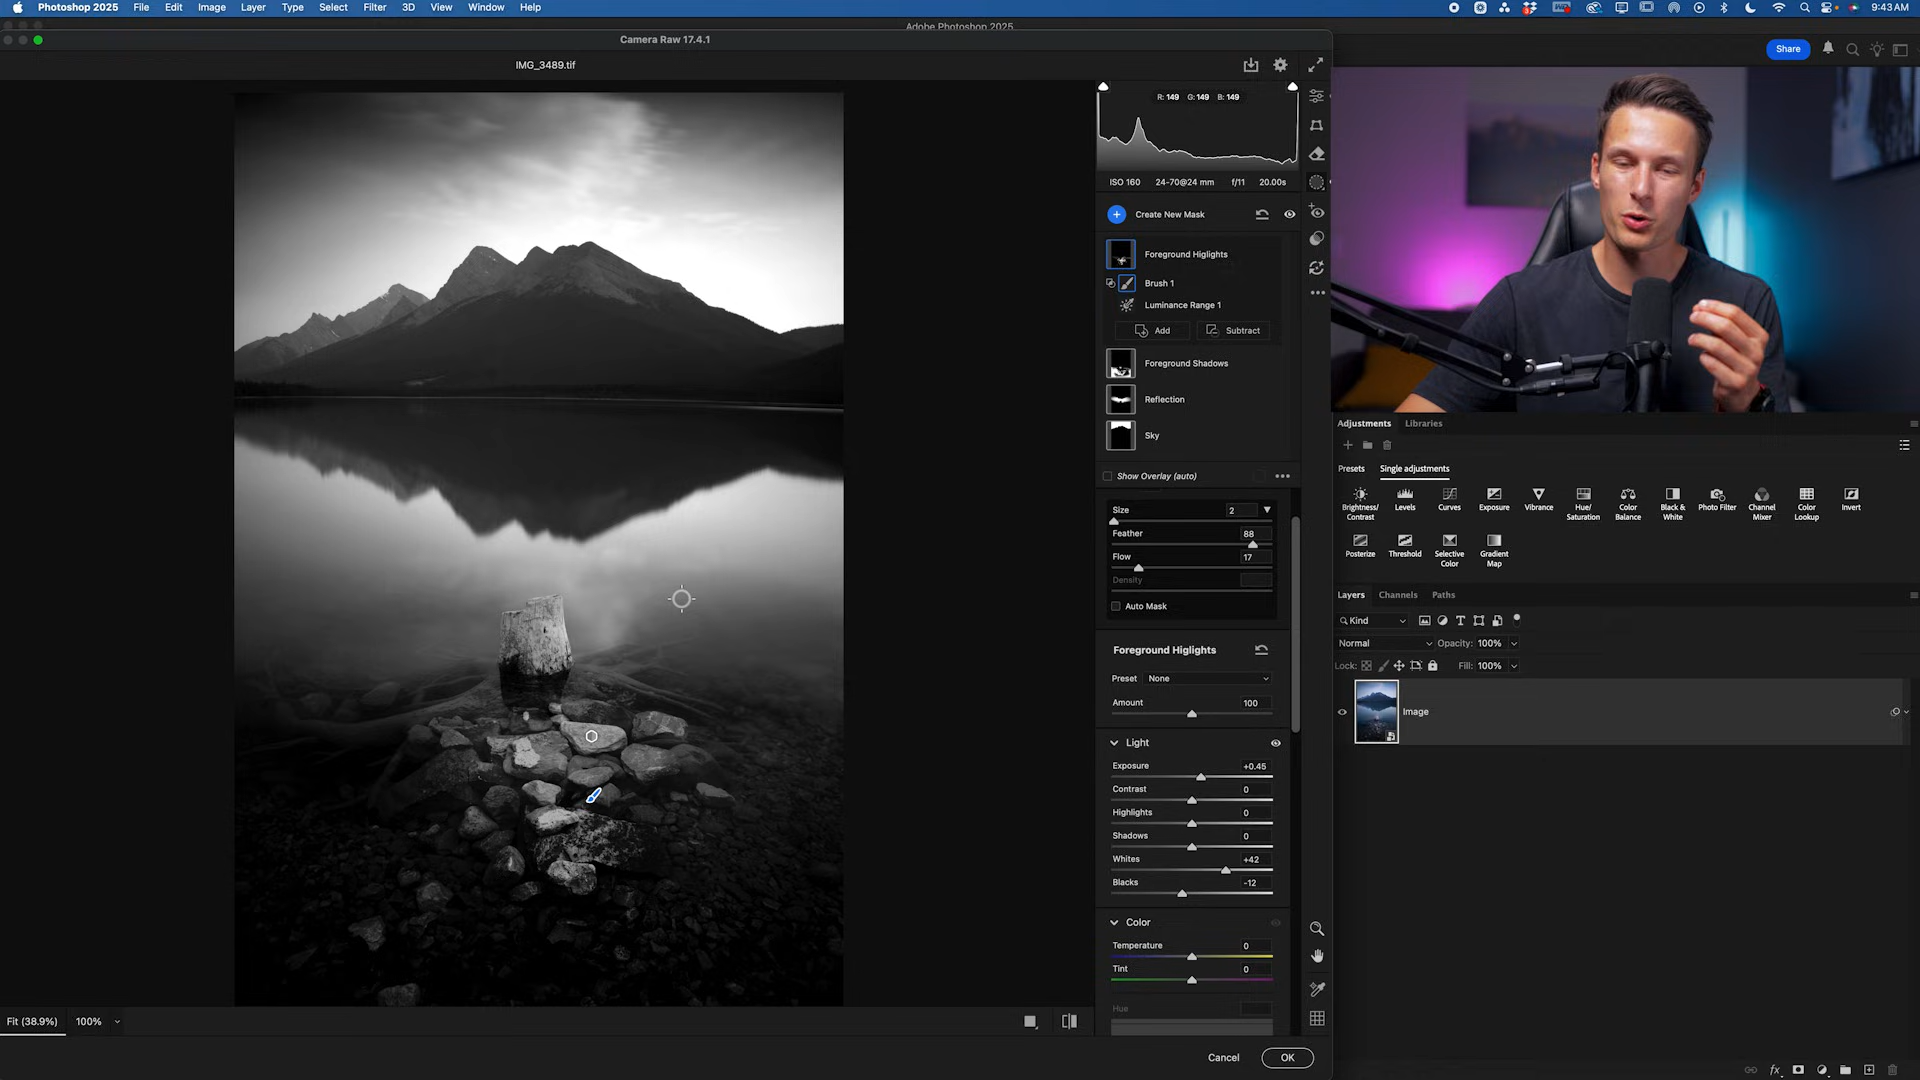 Photoshop 2025 File Edit Image Layer Type Select Filter 3D View Window Help 9:43 AM
Adobe Photoshop 2025
Camera Raw 17.4.1
Share
IMG_3489.tif
R: 149 G: 149 B: 149
ISO 160 24-70@24 mm f/11 20.00s
Create New Mask
Foreground Higlights
Brush 1
Luminance Range 1
Add Subtract
Foreground Shadows
Reflection
Sky
Show Overlay (auto)
Size 2
Feather 88
Flow 17
Density
Auto Mask
Foreground Higlights
Preset None
Amount 100
Light
Exposure +0.45
Contrast 0
Highlights 0
Shadows 0
Whites +42
Blacks -12
Color
Temperature 0
Tint 0
Hue
Fit (38.9%) 100%
Cancel OK
Adjustments Libraries
Presets Single adjustments
Brightness/ Levels Curves Exposure Vibrance Hue/ Color Black & Photo Filter Channel Color Invert
Contrast Saturation Balance White Mixer Lookup
Posterize Threshold Selective Gradient
Color Map
Layers Channels Paths
Kind
Normal Opacity: 100%
Lock: Fill: 100%
Image
fx